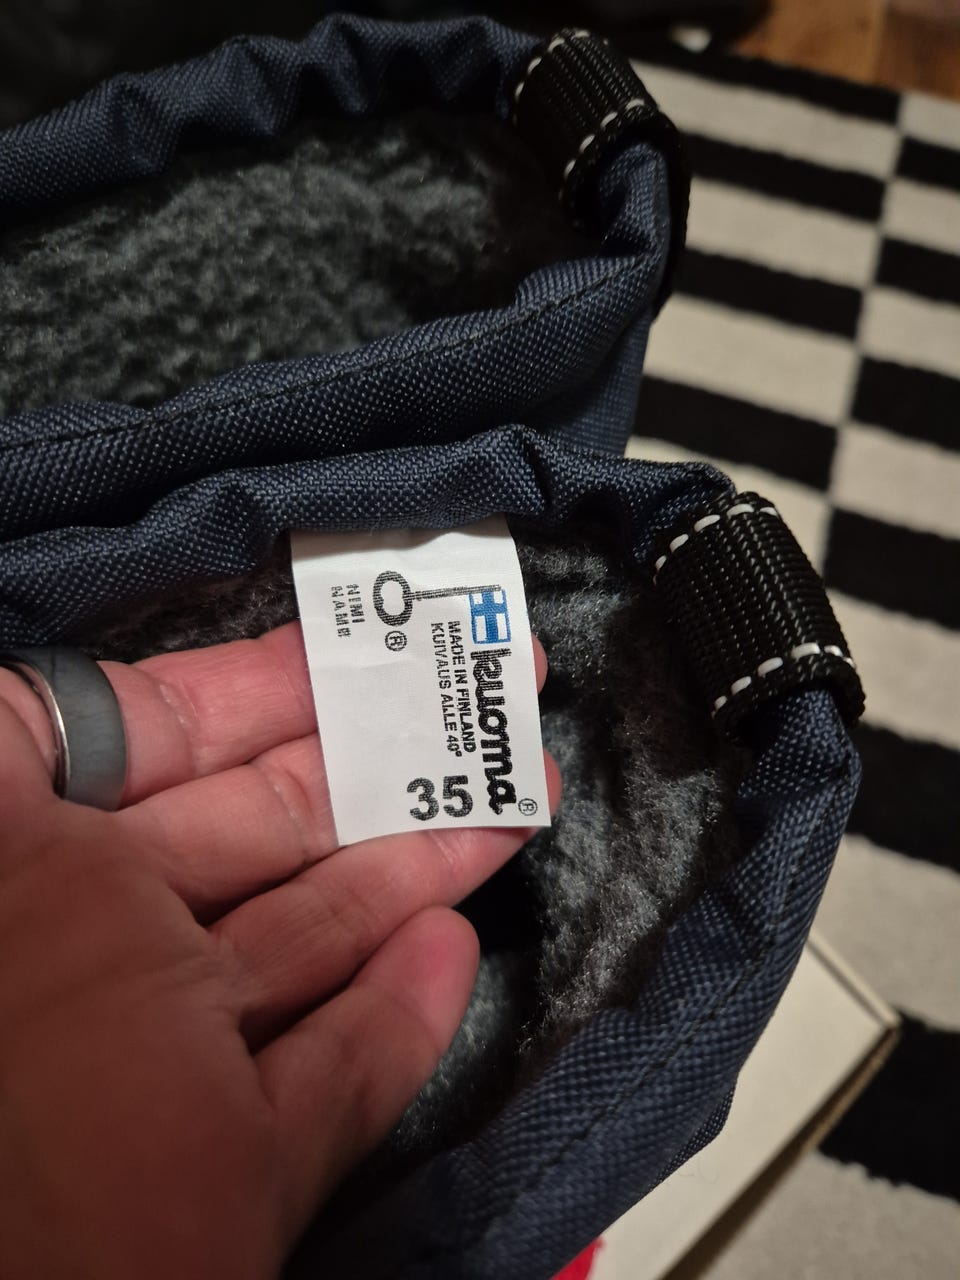 kuoma®
MADE IN FINLAND
KUIVAUS ALLE 40°
35
®
NIMI
NAMN